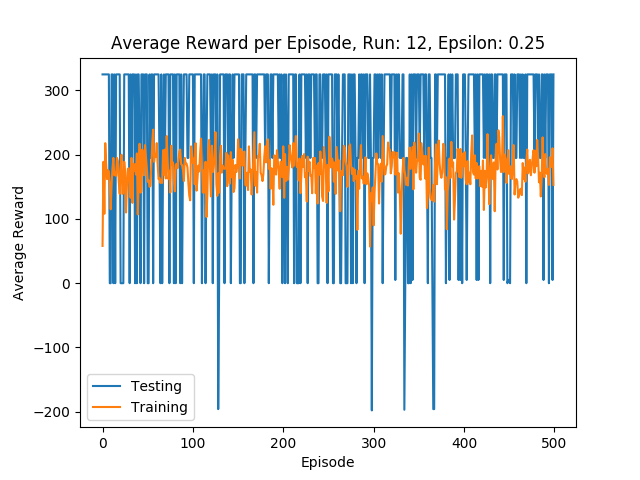 Average Reward per Episode, Run: 12, Epsilon: 0.25
300
200
100
0
−100
−200
Average Reward
Testing
Training
0
100
200
300
400
500
Episode